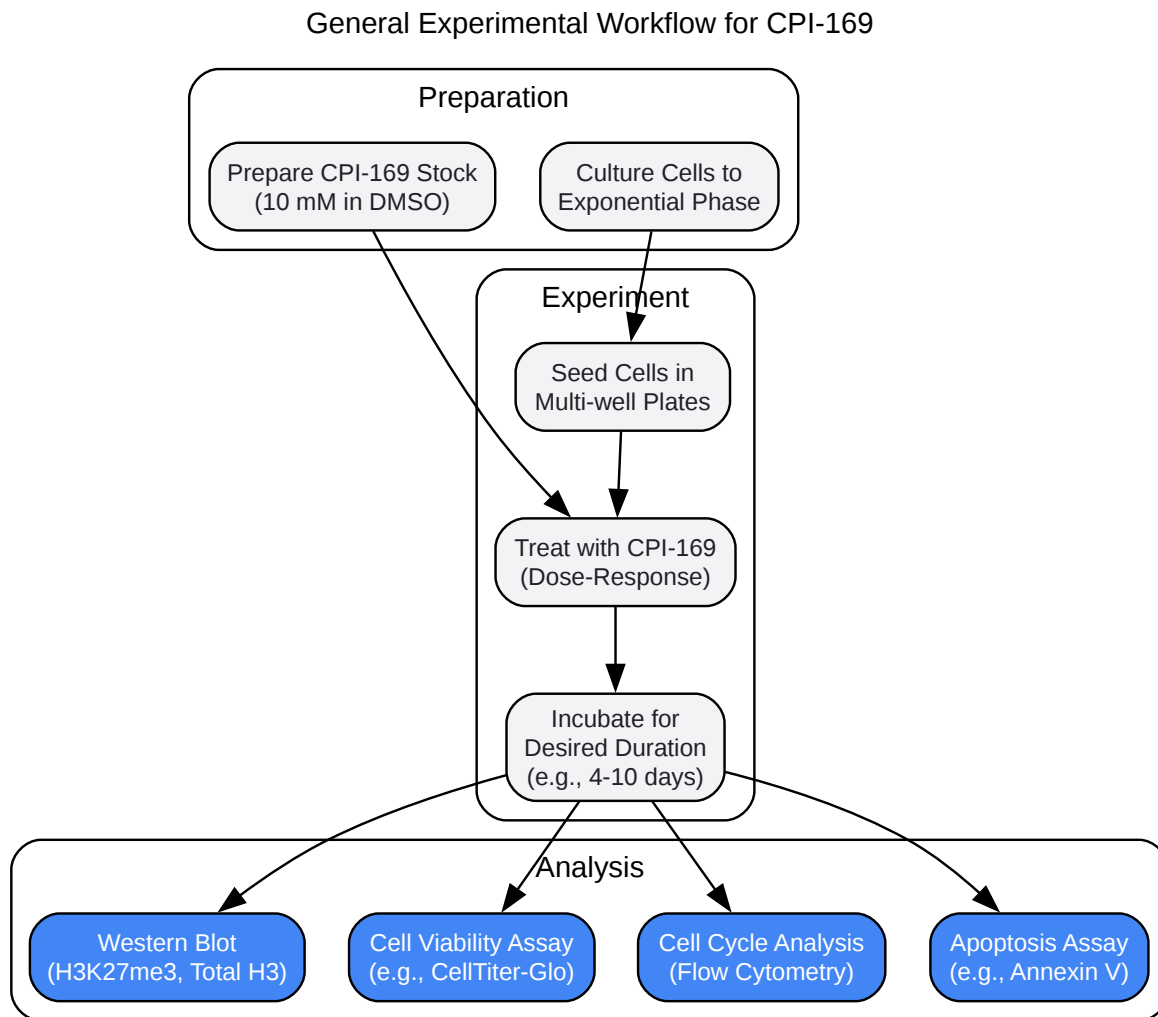 General Experimental Workflow for CPI-169
Preparation
Prepare CPI-169 Stock
(10 mM in DMSO)
Culture Cells to
Exponential Phase
Experiment
Seed Cells in
Multi-well Plates
Treat with CPI-169
(Dose-Response)
Incubate for
Desired Duration
(e.g., 4-10 days)
Analysis
Western Blot
(H3K27me3, Total H3)
Cell Viability Assay
(e.g., CellTiter-Glo)
Cell Cycle Analysis
(Flow Cytometry)
Apoptosis Assay
(e.g., Annexin V)